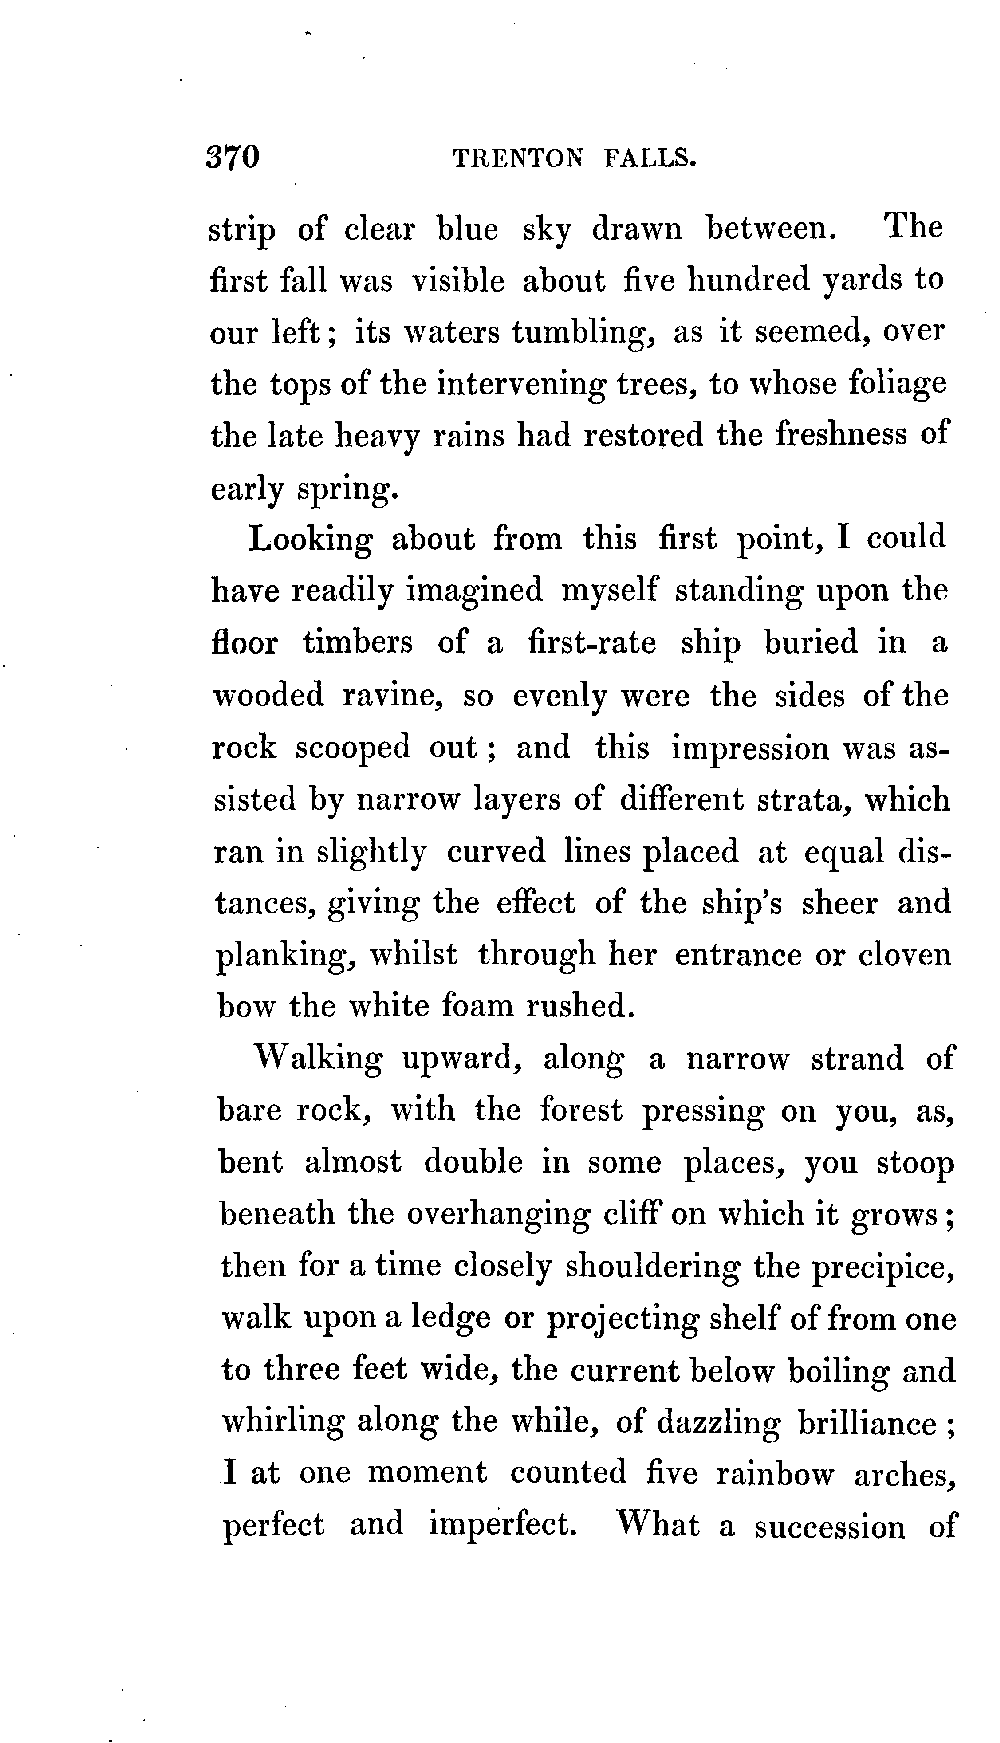 370 TRENTON FALLS.
strip of clear blue sky drawn between. The
first fall was visible about five hundred yards to
our left; its waters tumbling, as it seemed, over
the tops of the intervening trees, to whose foliage
the late heavy rains had restored the freshness of
early spring.
Looking about from this first point, I could
have readily imagined myself standing upon the
floor timbers of a first-rate ship buried in a
wooded ravine, so evenly were the sides of the
rock scooped out; and this impression was as-
sisted by narrow layers of different strata, which
ran in slightly curved lines placed at equal dis-
tances, giving the effect of the ship's sheer and
planking, whilst through her entrance or cloven
bow the white foam rushed.
Walking upward, along a narrow strand of
bare rock, with the forest pressing on you, as,
bent almost double in some places, you stoop
beneath the overhanging cliff on which it grows;
then for a time closely shouldering the precipice,
walk upon a ledge or projecting shelf of from one
to three feet wide, the current below boiling and
whirling along the while, of dazzling brilliance;
I at one moment counted five rainbow arches,
perfect and imperfect. What a succession of